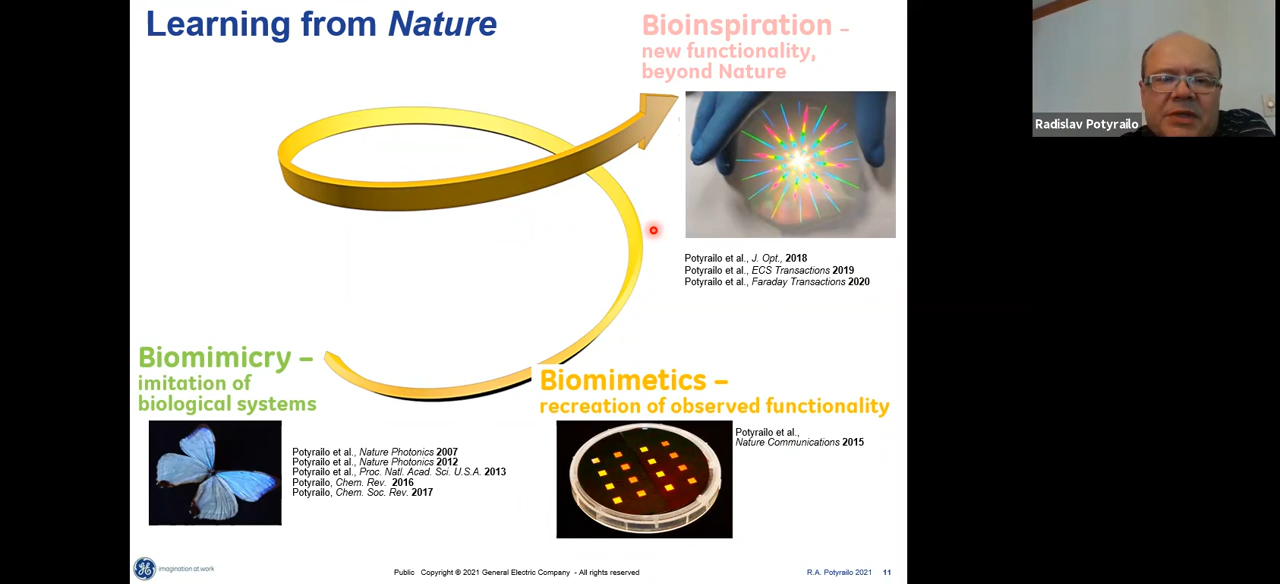 Learning from Nature
Bioinspiration –
new functionality,
beyond Nature
Radislav Potyrailo
Potyrailo et al., J. Opt., 2018
Potyrailo et al., ECS Transactions 2019
Potyrailo et al., Faraday Transactions 2020
Biomimicry –
imitation of
biological systems
Potyrailo et al., Nature Photonics 2007
Potyrailo et al., Nature Photonics 2012
Potyrailo et al., Proc. Natl. Acad. Sci. U.S.A. 2013
Potyrailo, Chem. Rev. 2016
Potyrailo, Chem. Soc. Rev. 2017
Biomimetics –
recreation of observed functionality
Potyrailo et al.,
Nature Communications 2015
GE imagination at work
Public Copyright © 2021 General Electric Company - All rights reserved
R.A. Potyrailo 2021 11